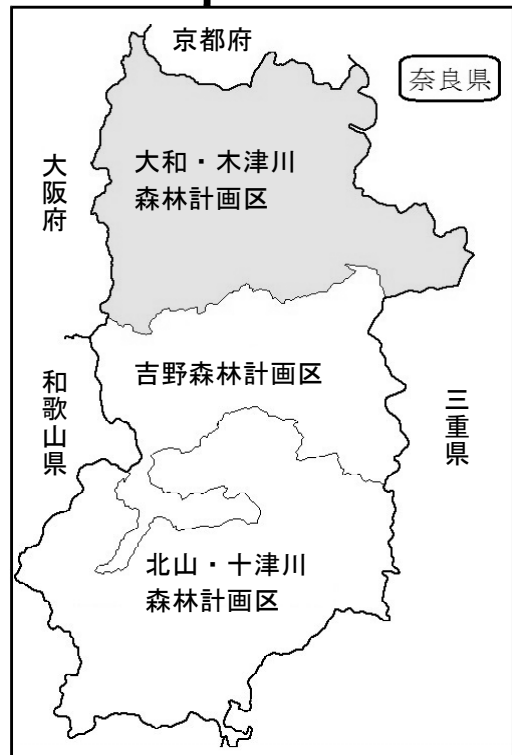 京都府
奈良県
大阪府
大和・木津川
森林計画区
吉野森林計画区
和歌山県
三重県
北山・十津川
森林計画区